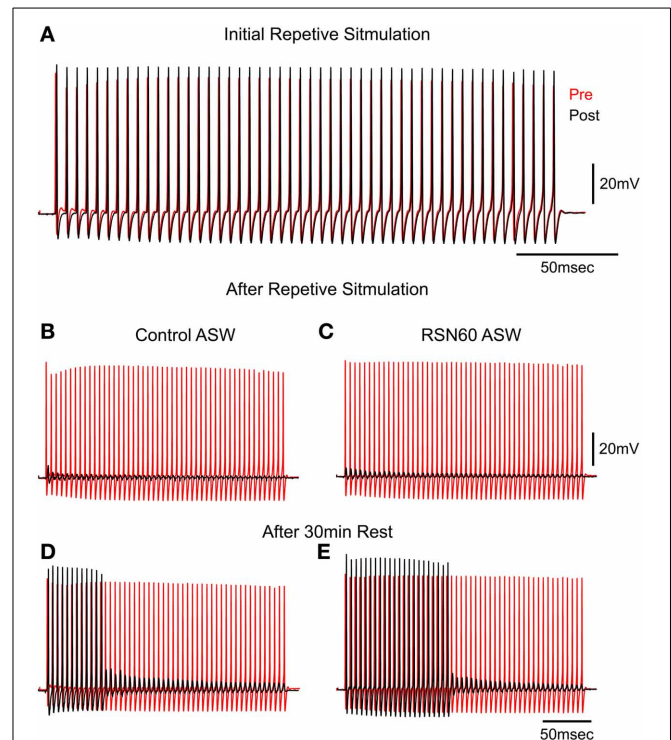 A
Initial Repetive Sitmulation
Pre
Post
20mV
50msec
After Repetive Sitmulation
B
Control ASW
C
RSN60 ASW
20mV
After 30min Rest
D
E
50msec